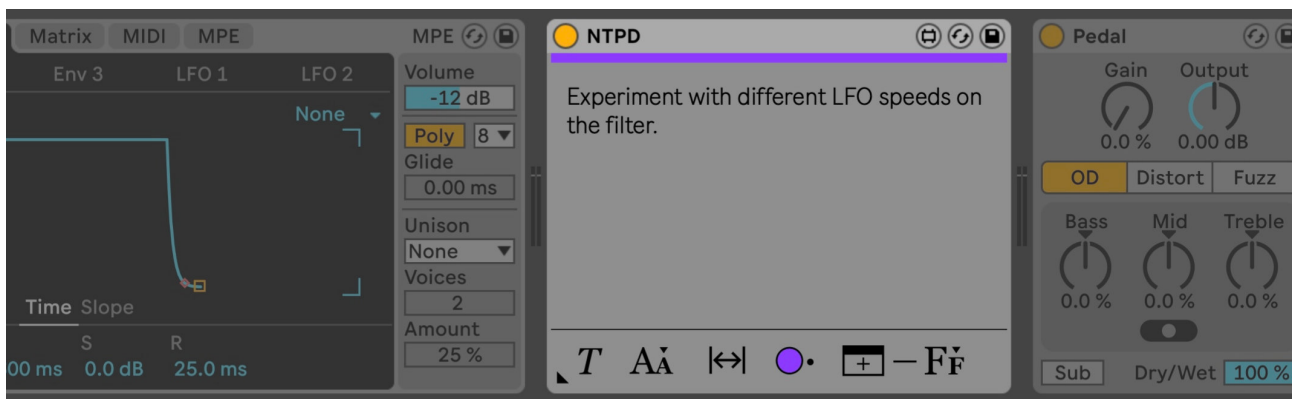 Matrix MIDI MPE
Env 3 LFO 1 LFO 2
None
Time Slope
S R
00 ms 0.0 dB 25.0 ms
MPE
Volume
-12 dB
Poly 8
Glide
0.00 ms
Unison
None
Voices
2
Amount
25 %
NTPD
Experiment with different LFO speeds on
the filter.
T AA + – FF
Pedal
Gain Output
0.0 % 0.00 dB
OD Distort Fuzz
Bass Mid Treble
0.0 % 0.0 % 0.0 %
Sub Dry/Wet 100 %